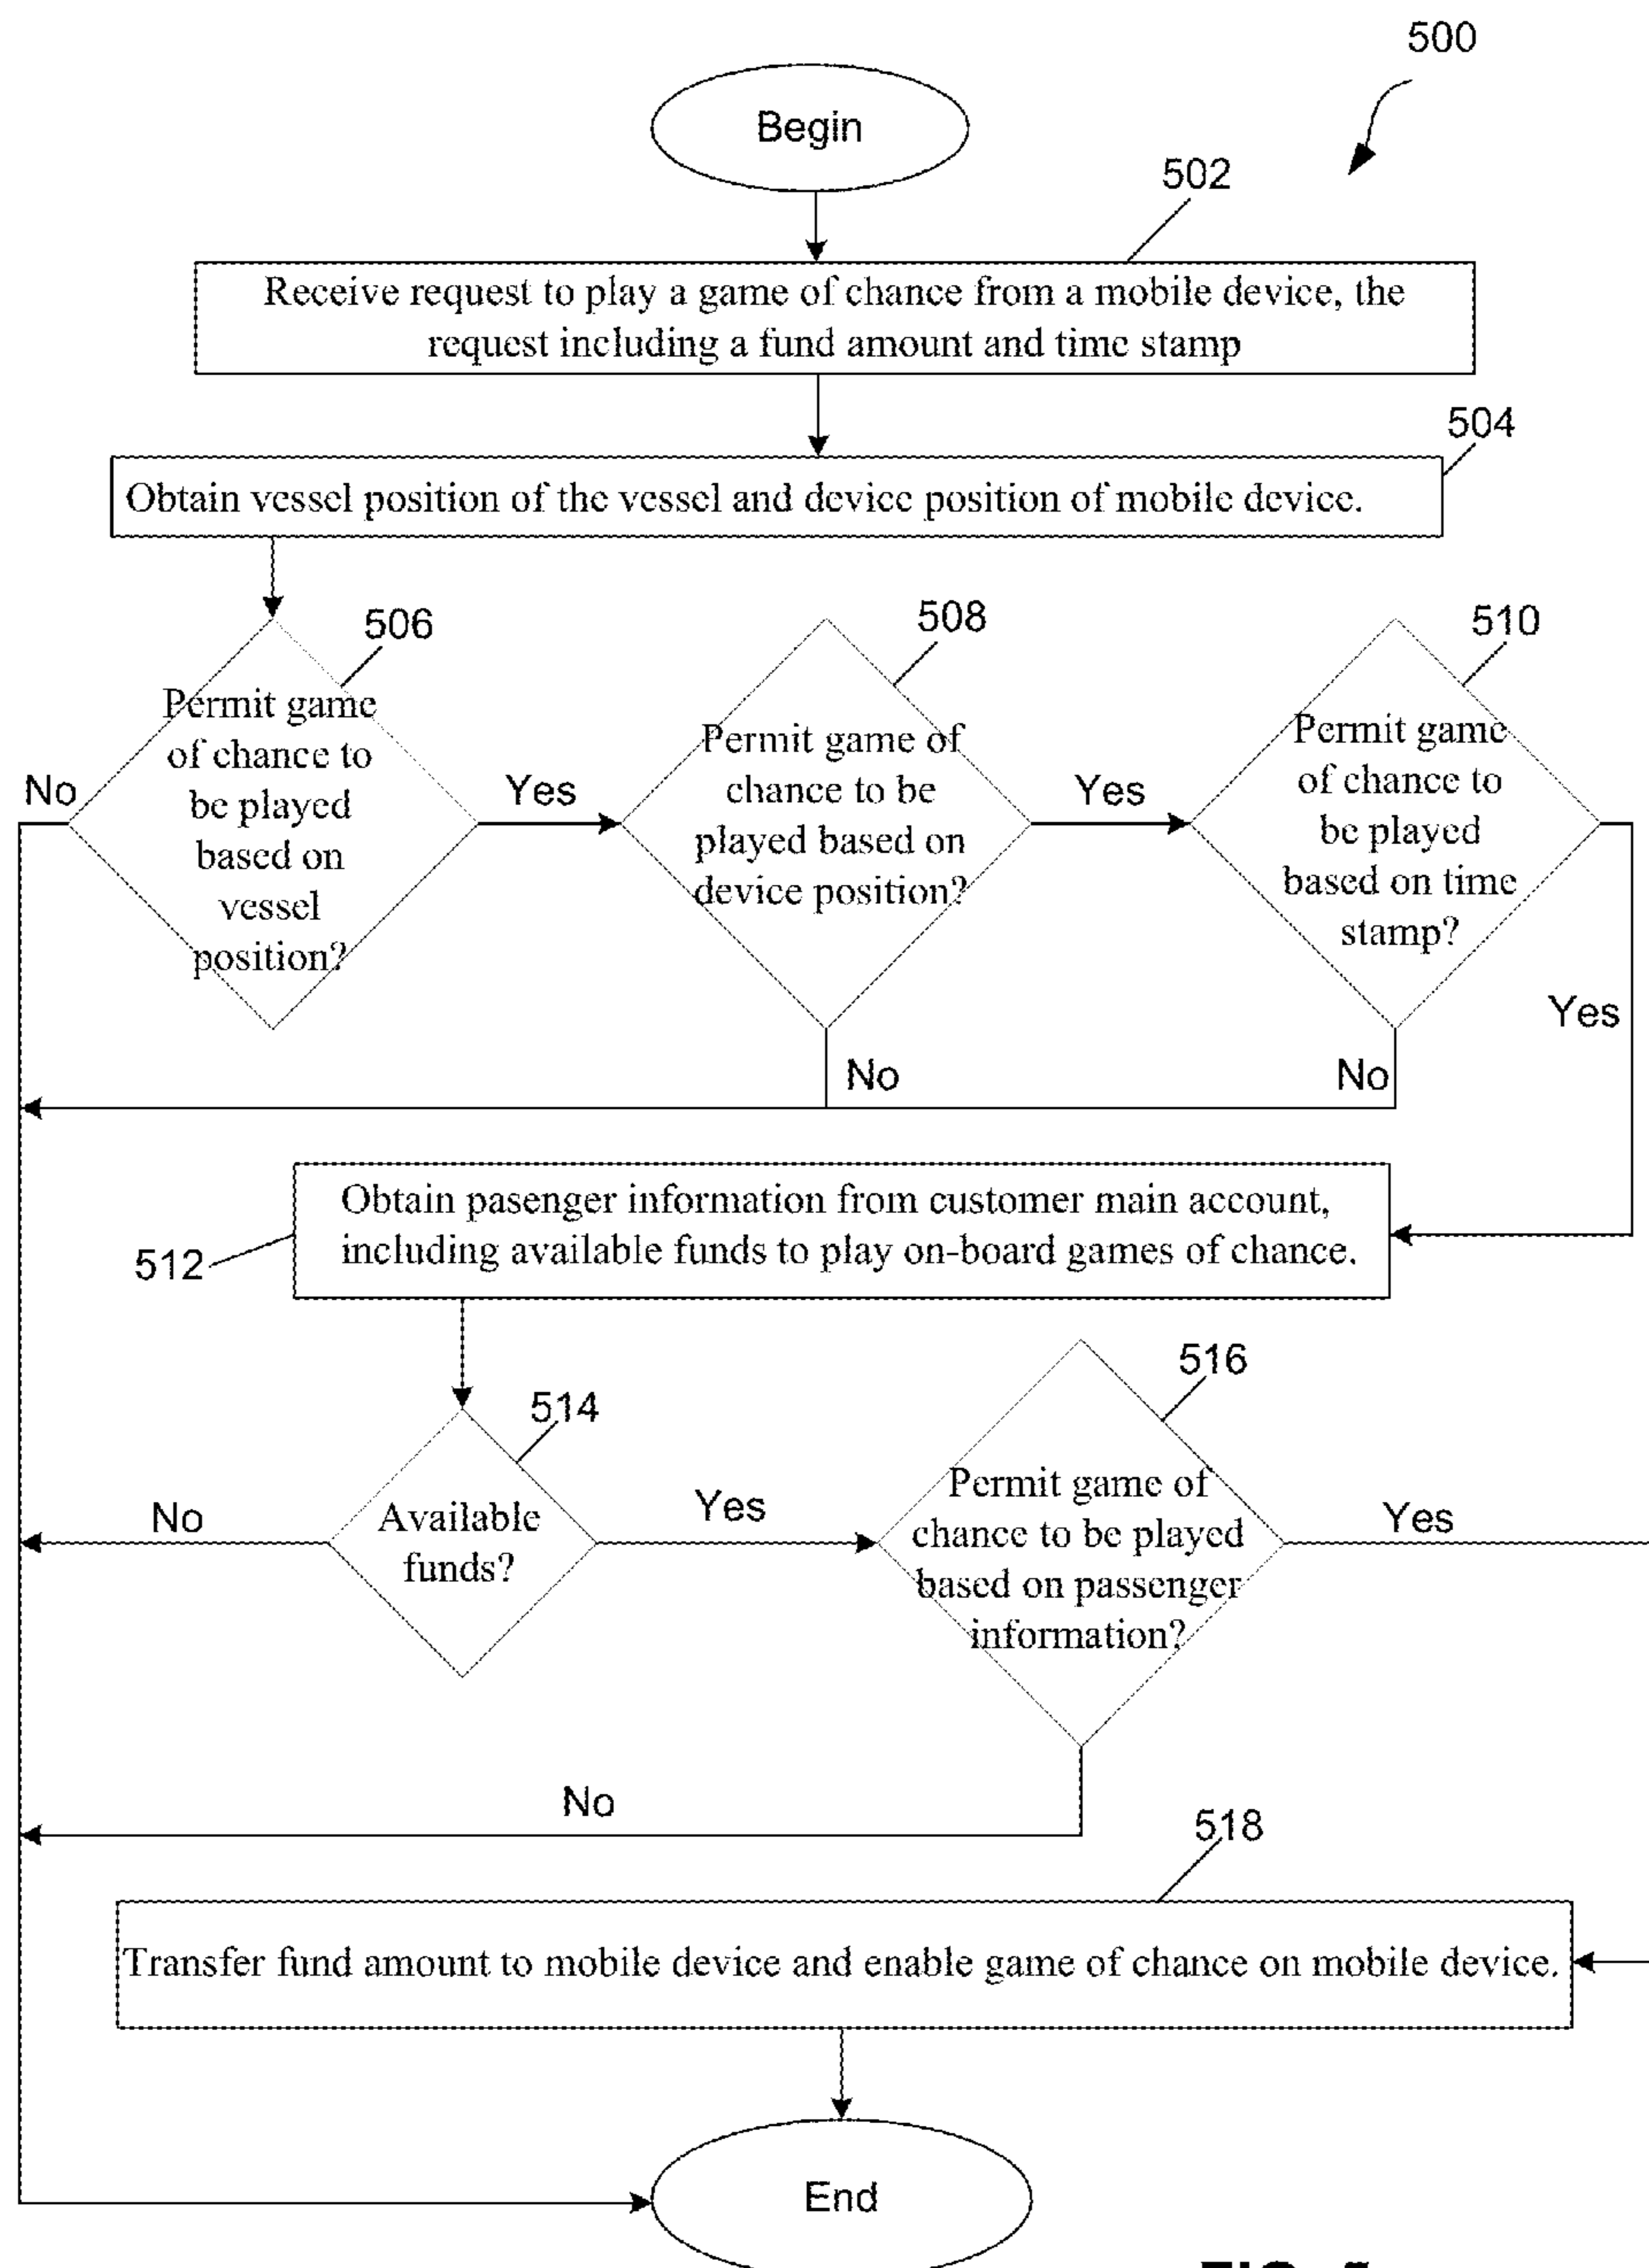 500
Begin
502
Receive request to play a game of chance from a mobile device, the
request including a fund amount and time stamp
504
Obtain vessel position of the vessel and device position of mobile device.
506
Permit game
of chance to
be played
based on
vessel
position?
No
Yes
508
Permit game of
chance to be
played based on
device position?
No
Yes
510
Permit game
of chance to
be played
based on time
stamp?
No
Yes
512
Obtain pasenger information from customer main account,
including available funds to play on-board games of chance.
514
Available
funds?
No
Yes
516
Permit game of
chance to be played
based on passenger
information?
Yes
No
518
Transfer fund amount to mobile device and enable game of chance on mobile device.
End